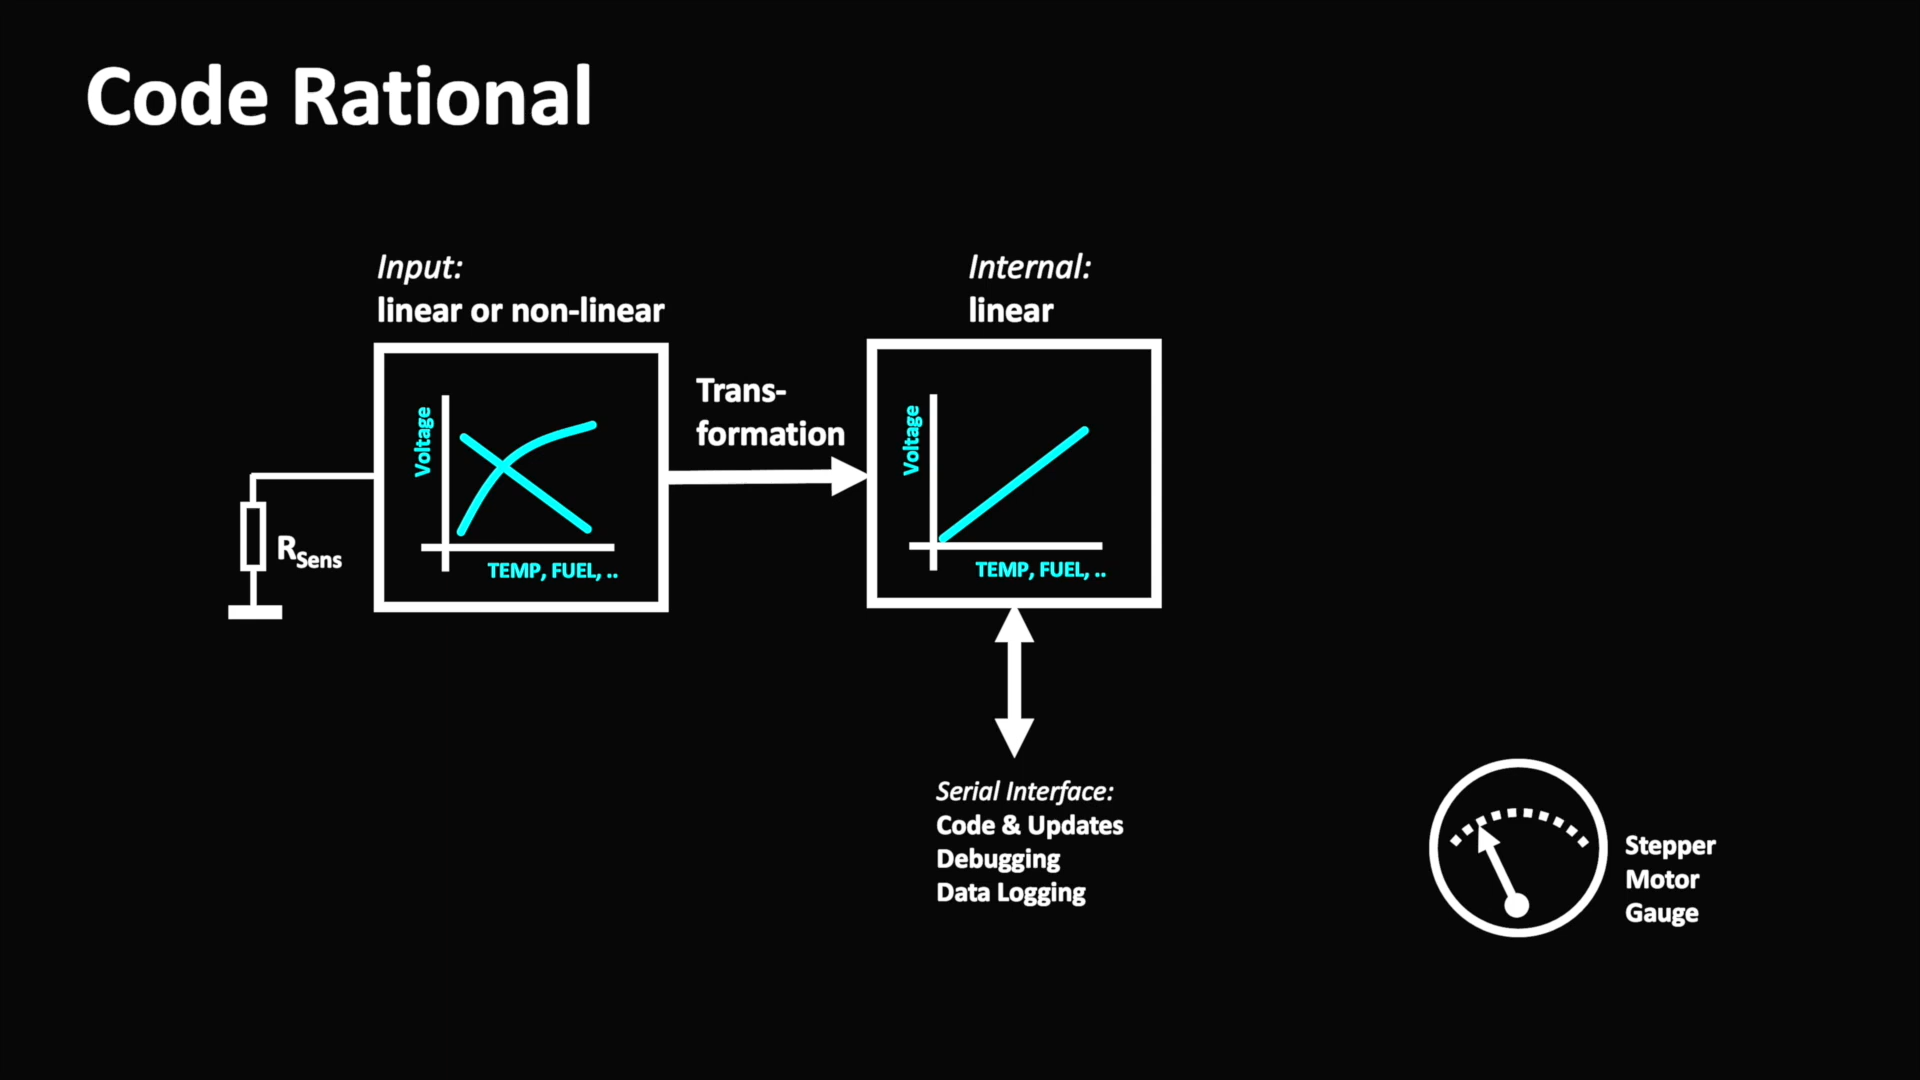 Code Rational
Input:
linear or non-linear
Internal:
linear
Trans-
formation
Voltage
TEMP, FUEL, ..
Voltage
TEMP, FUEL, ..
RSens
Serial Interface:
Code & Updates
Debugging
Data Logging
Stepper
Motor
Gauge